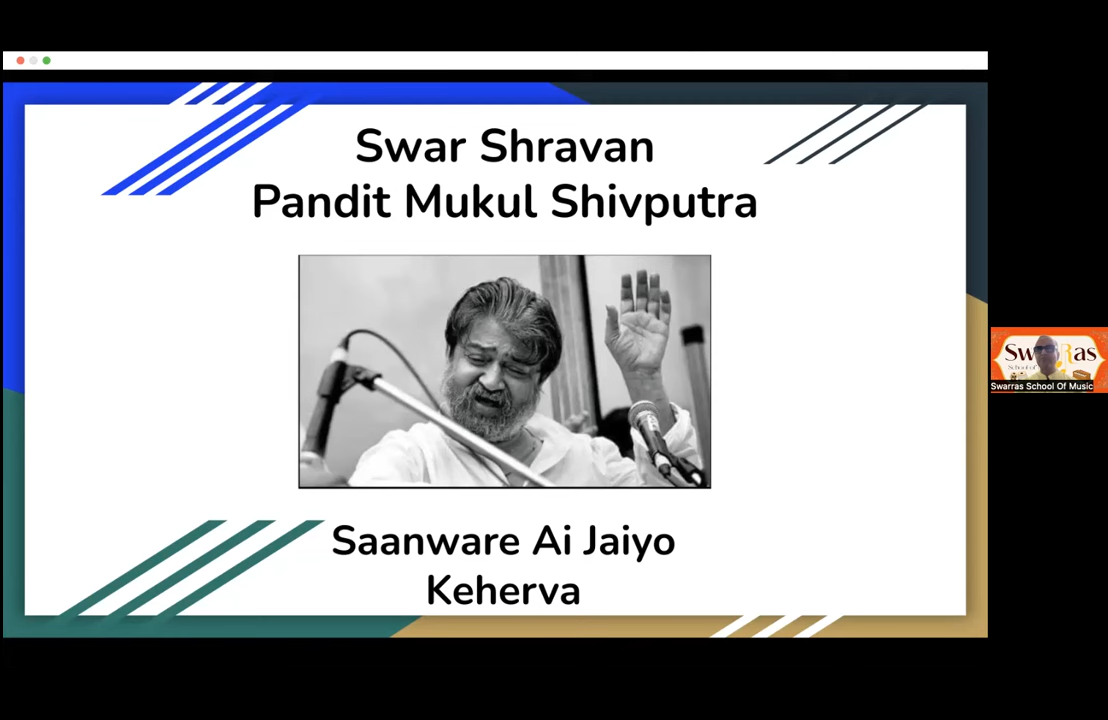 Swar Shravan
Pandit Mukul Shivputra
Saanware Ai Jaiyo
Keherva
Swarras School Of Music